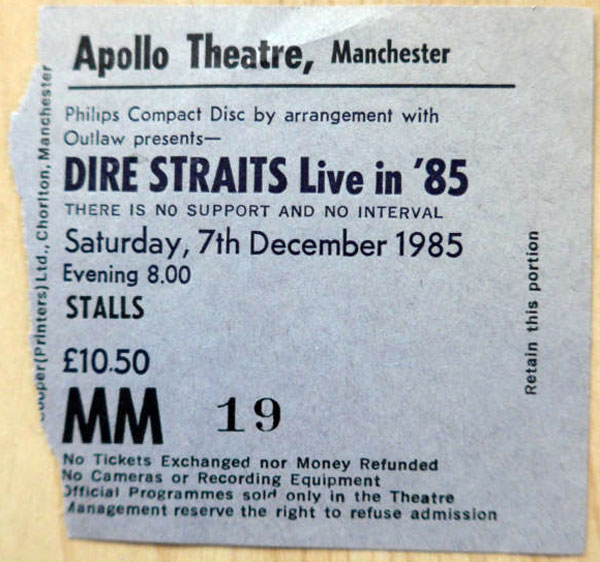 Apollo Theatre, Manchester
Philips Compact Disc by arrangement with
Outlaw presents—
DIRE STRAITS Live in '85
THERE IS NO SUPPORT AND NO INTERVAL
Saturday, 7th December 1985
Evening 8.00
STALLS
£10.50
MM 19
No Tickets Exchanged nor Money Refunded
No Cameras or Recording Equipment
Official Programmes sold only in the Theatre
Management reserve the right to refuse admission
Retain this portion
(Printers) Ltd., Chorlton, Manchester